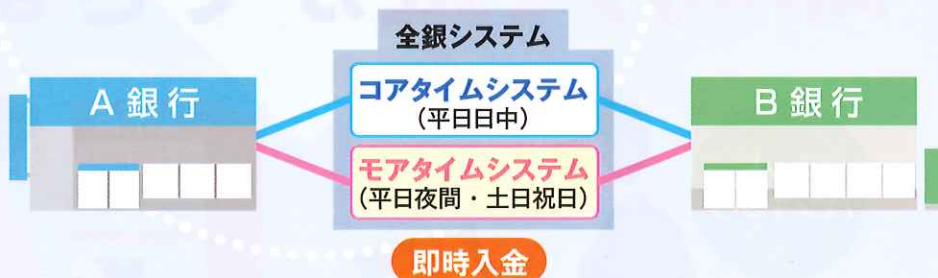 全銀システム
A 銀行
コアタイムシステム
(平日日中)
B 銀行
モアタイムシステム
(平日夜間・土日祝日)
即時入金